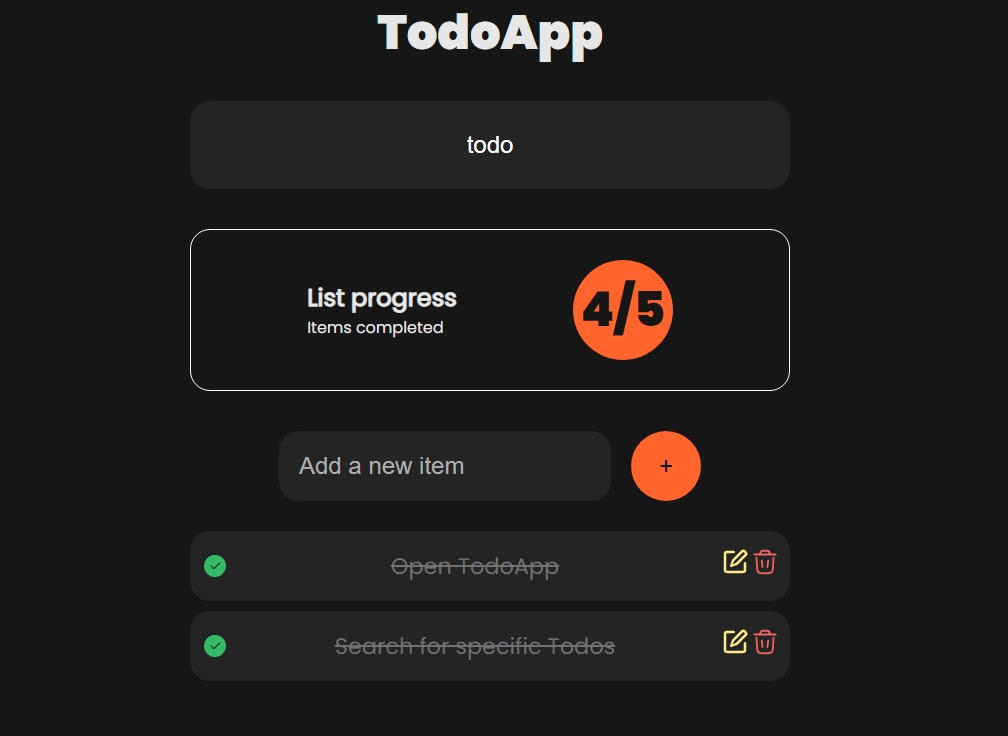 TodoApp
todo
List progress
Items completed
4/5
Add a new item
+
Open TodoApp
Search for specific Todos